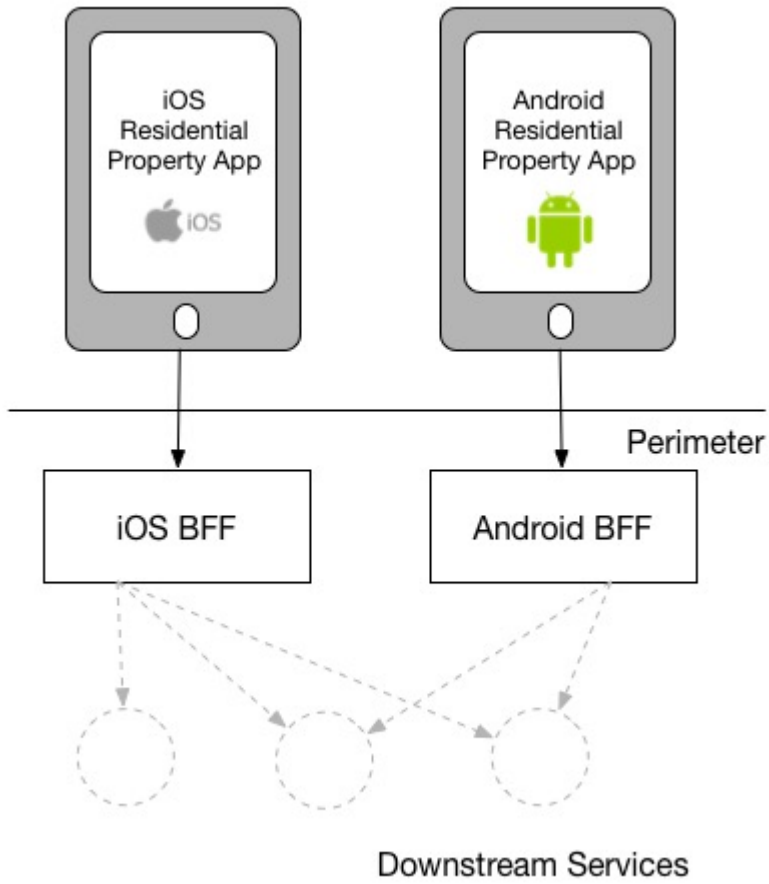 iOS
Residential
Property App
iOS
Android
Residential
Property App
Perimeter
iOS BFF
Android BFF
Downstream Services